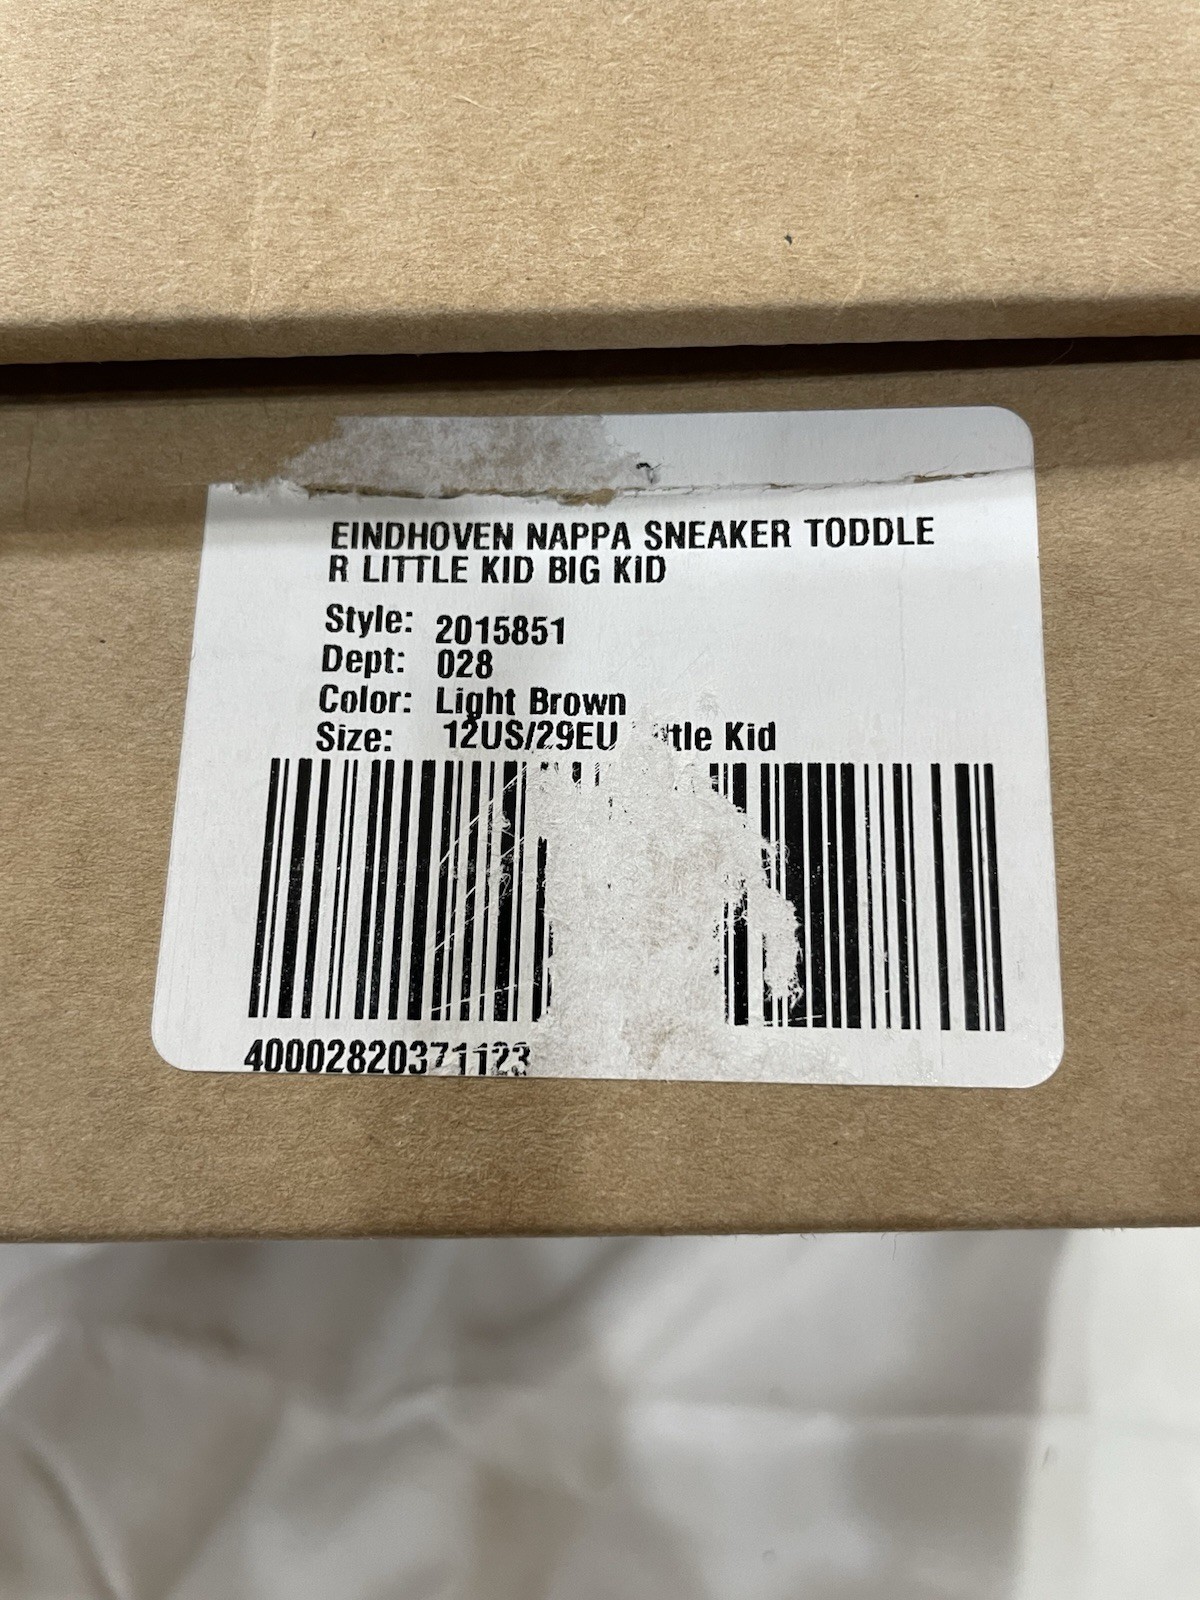 EINDHOVEN NAPPA SNEAKER TODDLE
R LITTLE KID BIG KID
Style: 2015851
Dept: 028
Color: Light Brown
Size: 12US/29EU Kid
40002820371123